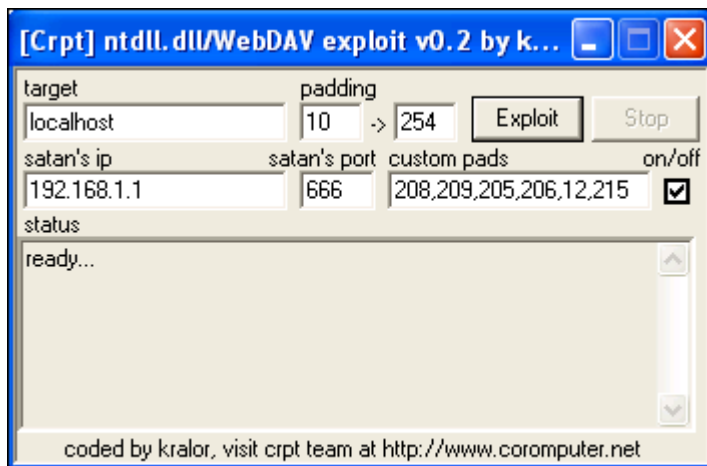 [Crpt] ntdll.dll/WebDAV exploit v0.2 by k...
target padding
localhost 10 -> 254 Exploit Stop
satan's ip satan's port custom pads on/off
192.168.1.1 666 208,209,205,206,12,215
status
ready...
coded by kralor, visit crpt team at http://www.coromputer.net